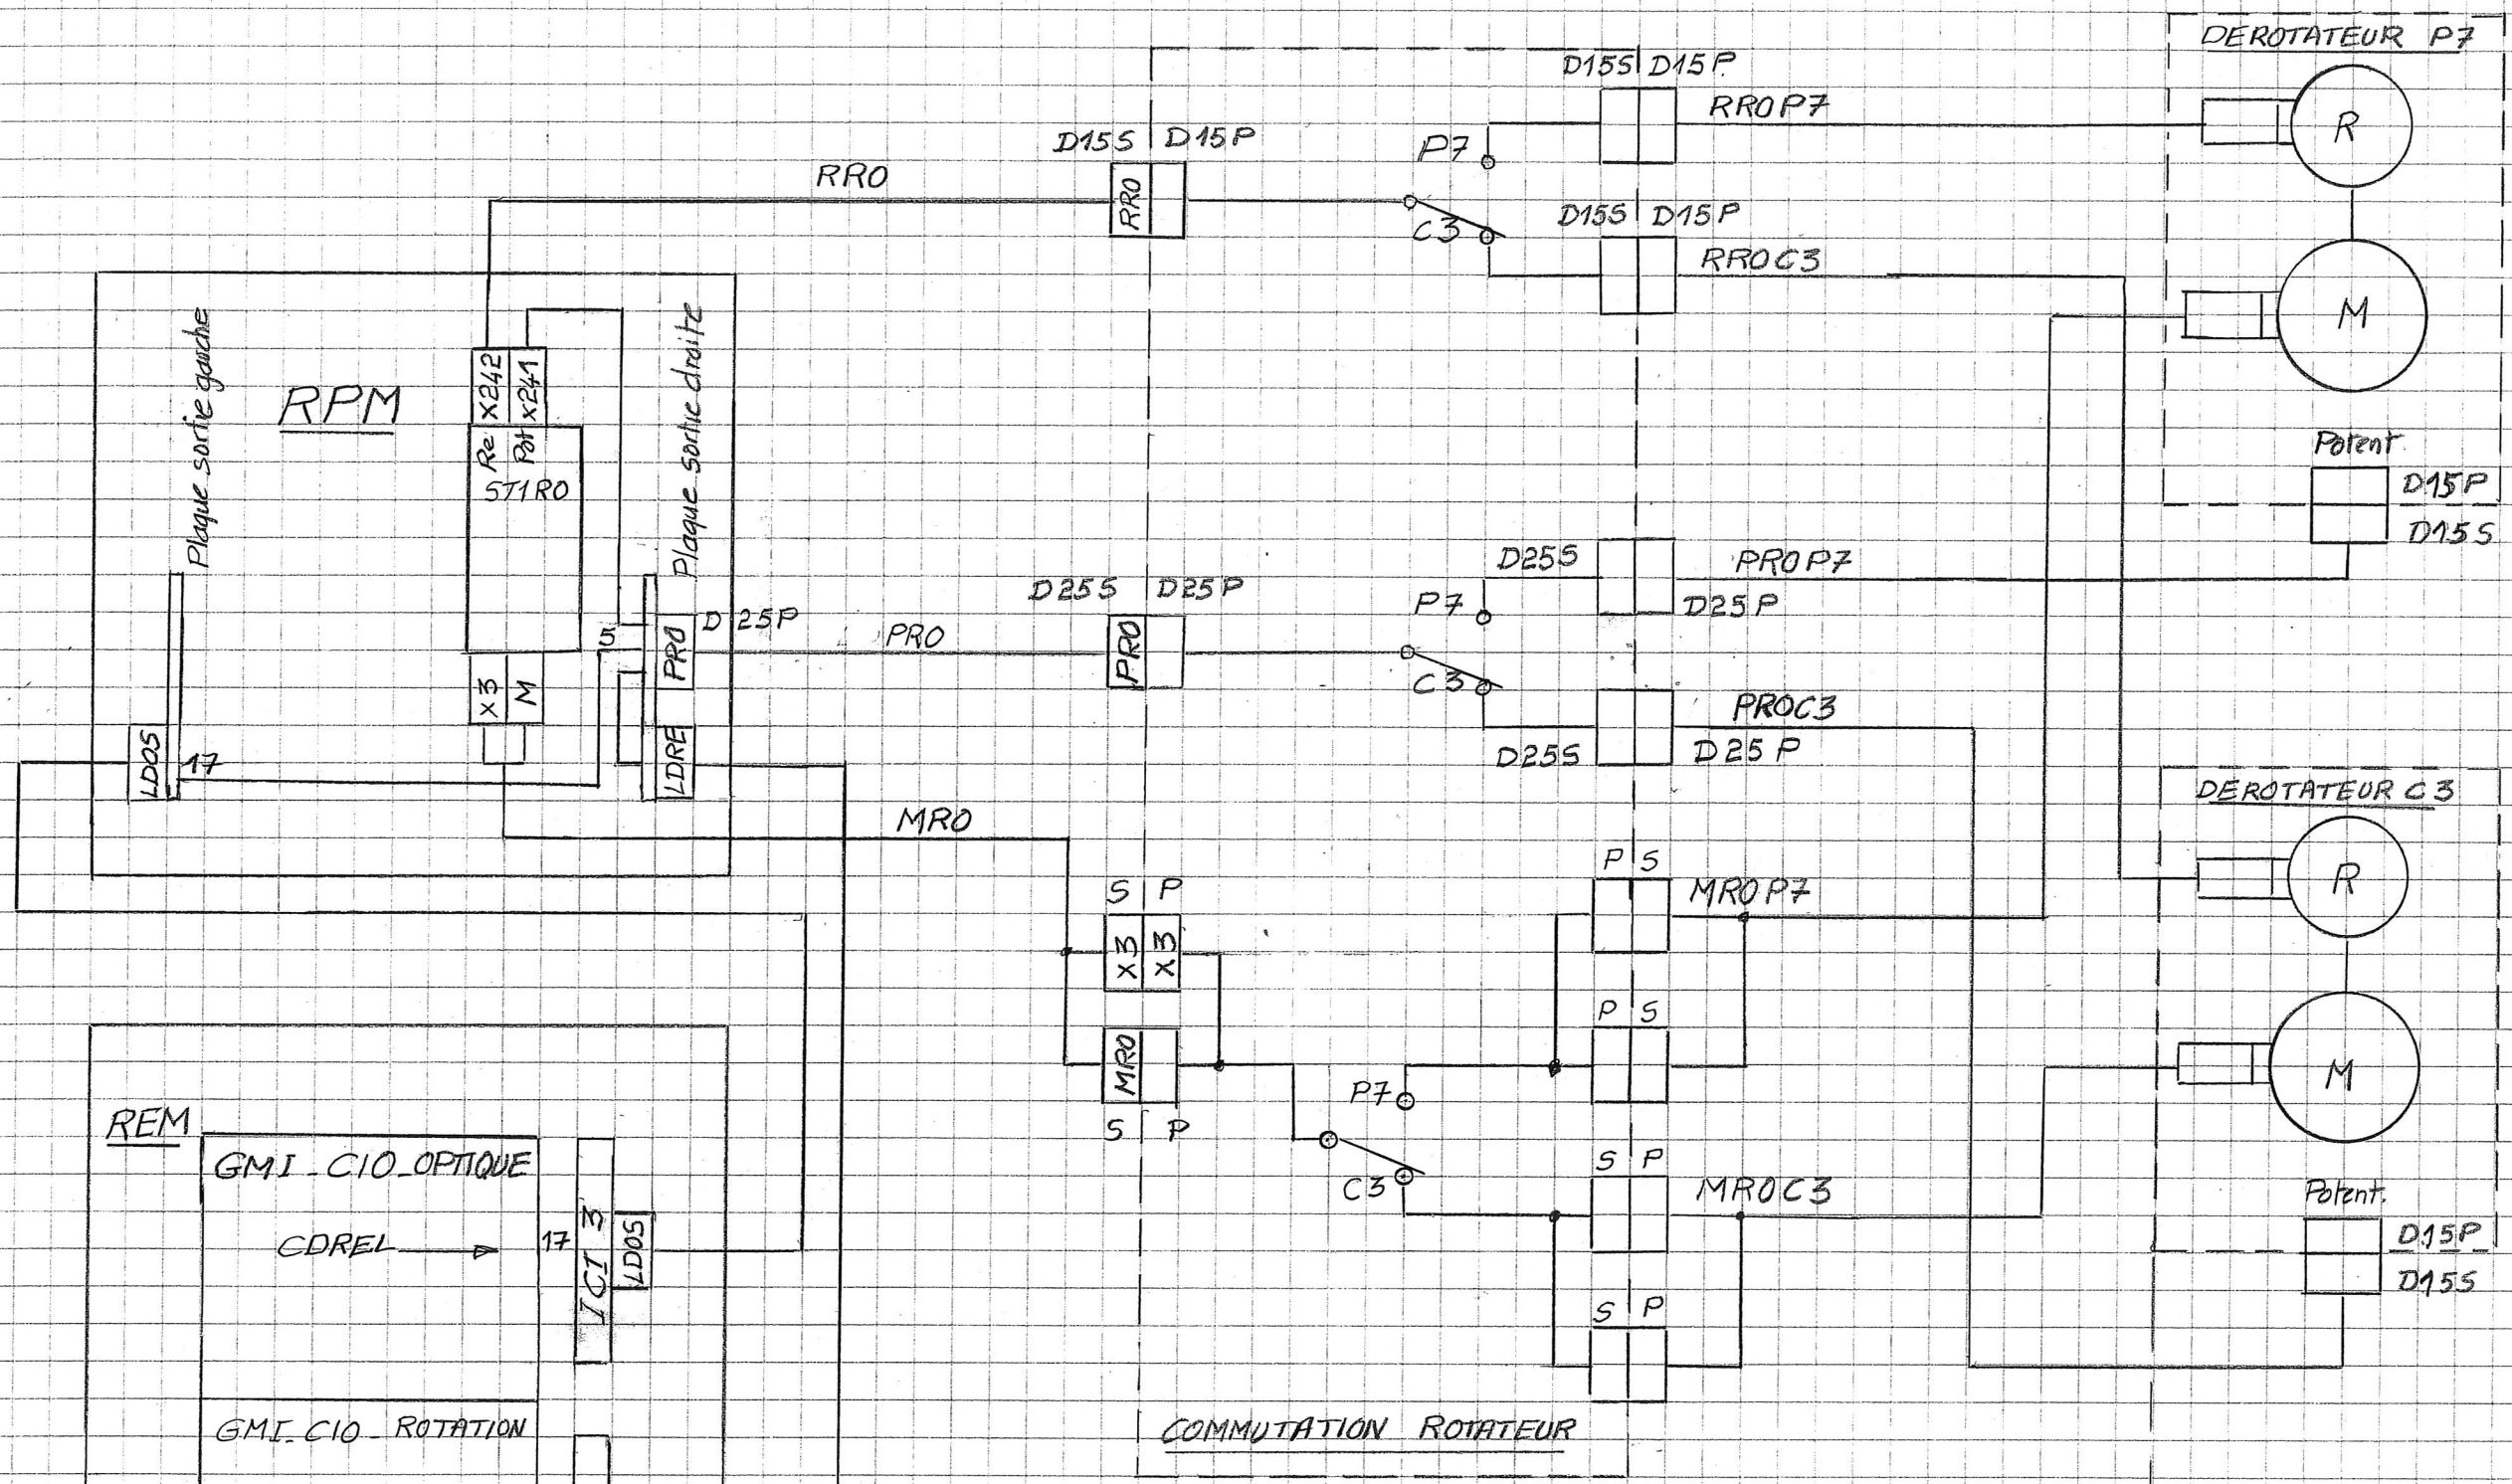 DEROTATEUR P7
D15S D15P
RROP7
R
D15S D15P
P7
RRO
RRO
D15S D15P
C3
RROC3
M
Plaque sortie gauche
RPM
X242
X241
Re
Pot
ST1RO
Plaque sortie droite
Potent
D15P
D15S
D25S
PROP7
D25P
D25S D25P
P7
5
PRO
D 25P
PRO
PRO
C3
X3
M
PROC3
D25S
D25P
LDOS
17
LDRE
DEROTATEUR C3
MRO
P S
MROP7
R
S P
X3
X3
P S
MRO
P7
M
S P
REM
GMI_CIO_OPTIQUE
S P
C3
MROC3
Potent.
CDREL
17
ICI 3
LDOS
D15P
D15S
S P
GMI_CIO_ROTATION
COMMUTATION ROTATEUR